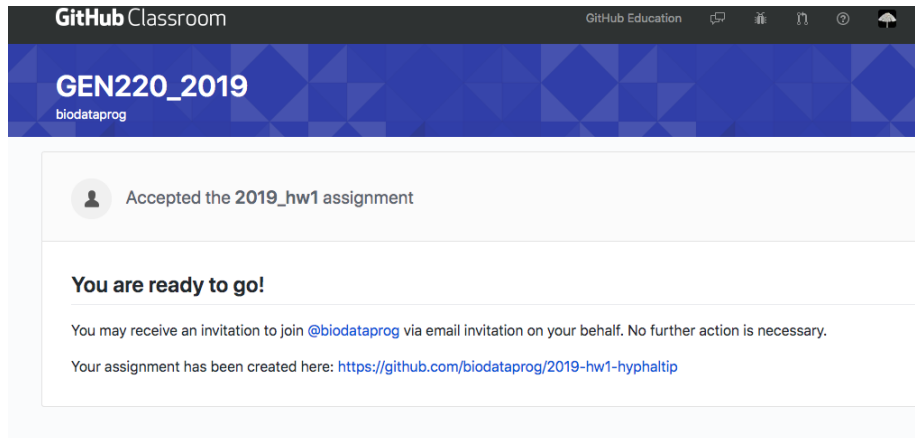 GitHub Classroom
GitHub Education
GEN220_2019
biodataprog
Accepted the 2019_hw1 assignment
You are ready to go!
You may receive an invitation to join @biodataprog via email invitation on your behalf. No further action is necessary.
Your assignment has been created here: https://github.com/biodataprog/2019-hw1-hyphaltip